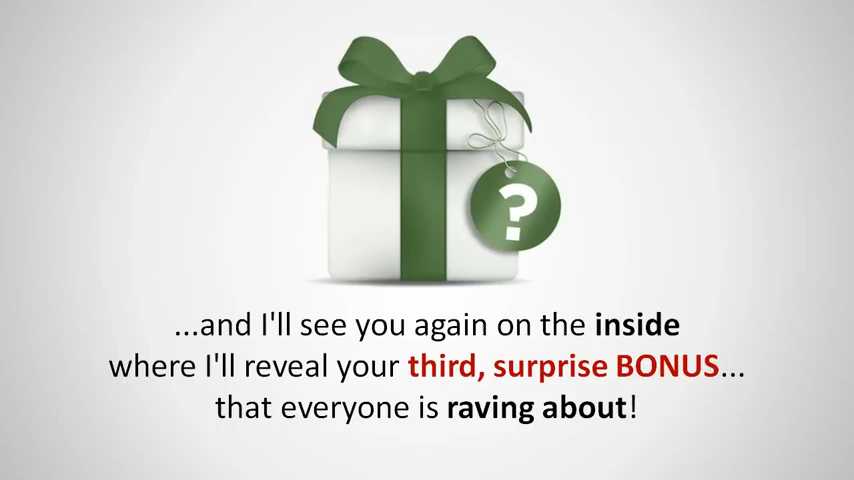 ?
...and I'll see you again on the inside
where I'll reveal your third, surprise BONUS...
that everyone is raving about!